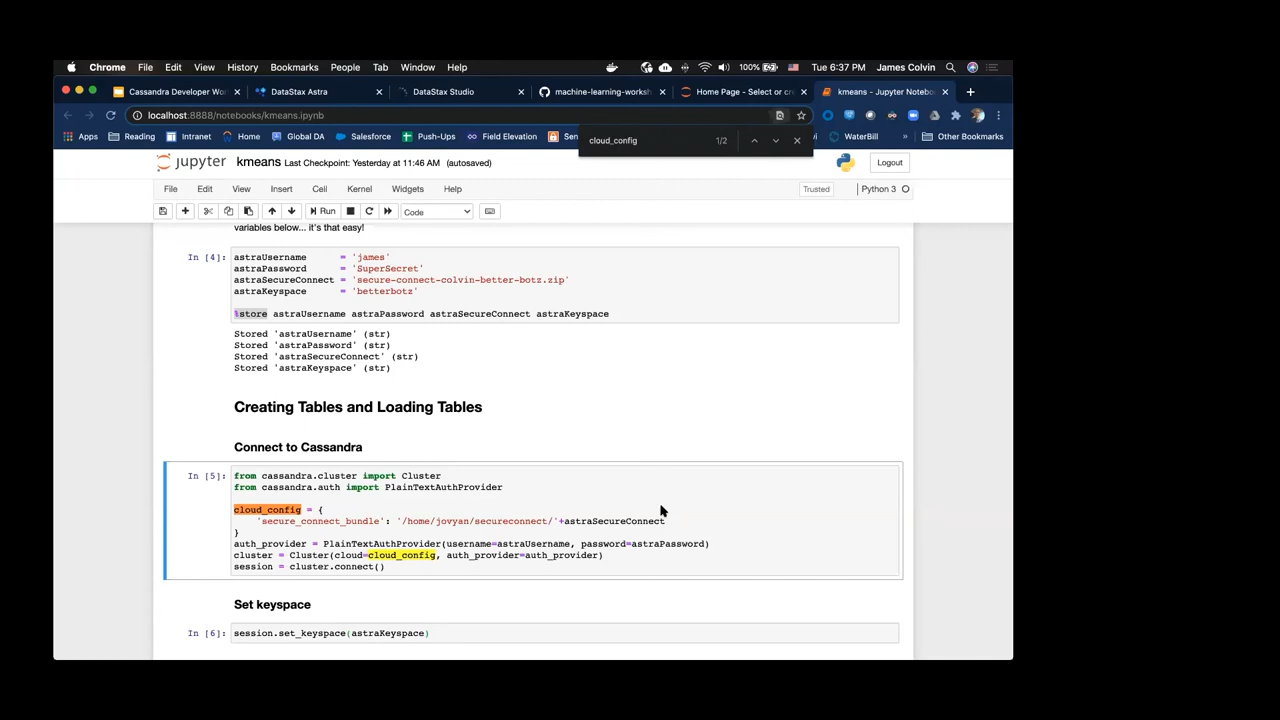 Chrome File Edit View History Bookmarks People Tab Window Help 100% Tue 6:37 PM James Colvin
Cassandra Developer Wor DataStax Astra DataStax Studio machine-learning-worksh Home Page - Select or cre kmeans - Jupyter Notebo
localhost:8888/notebooks/kmeans.ipynb
Apps Reading Intranet Home Global DA Salesforce Push-Ups Field Elevation WaterBill » Other Bookmarks
cloud_config 1/2
jupyter kmeans Last Checkpoint: Yesterday at 11:46 AM (autosaved) Logout
File Edit View Insert Cell Kernel Widgets Help Trusted Python 3
Run Code
variables below... it's that easy!
In [4]: astraUsername = 'james'
astraPassword = 'SuperSecret'
astraSecureConnect = 'secure-connect-colvin-better-botz.zip'
astraKeyspace = 'betterbotz'
%store astraUsername astraPassword astraSecureConnect astraKeyspace
Stored 'astraUsername' (str)
Stored 'astraPassword' (str)
Stored 'astraSecureConnect' (str)
Stored 'astraKeyspace' (str)
Creating Tables and Loading Tables
Connect to Cassandra
In [5]: from cassandra.cluster import Cluster
from cassandra.auth import PlainTextAuthProvider
cloud_config = {
'secure_connect_bundle': '/home/jovyan/secureconnect/'+astraSecureConnect
}
auth_provider = PlainTextAuthProvider(username=astraUsername, password=astraPassword)
cluster = Cluster(cloud=cloud_config, auth_provider=auth_provider)
session = cluster.connect()
Set keyspace
In [6]: session.set_keyspace(astraKeyspace)